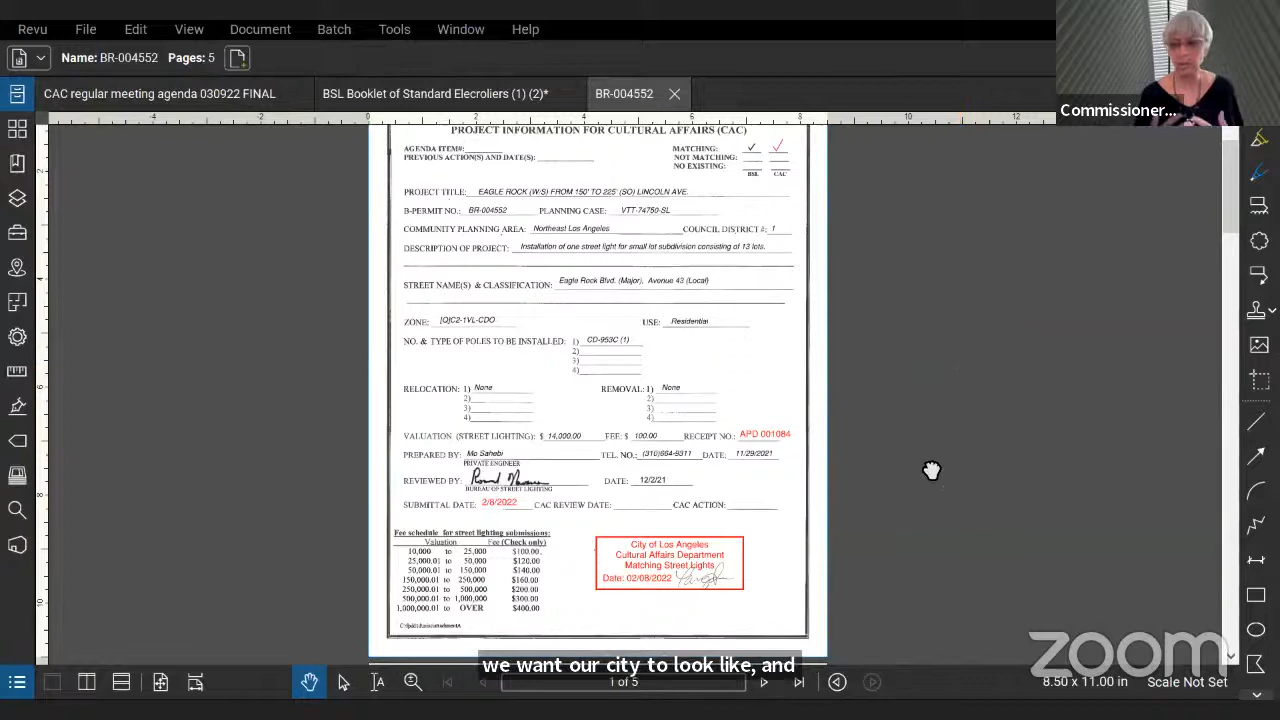 Revu File Edit View Document Batch Tools Window Help
Name: BR-004552 Pages: 5
CAC regular meeting agenda 030922 FINAL
BSL Booklet of Standard Elecroliers (1) (2)*
BR-004552
Commissioner...
PROJECT INFORMATION FOR CULTURAL AFFAIRS (CAC)
AGENDA ITEM#:
MATCHING: ✓ ✓
PREVIOUS ACTION(S) AND DATE(S):
NOT MATCHING:
NO EXISTING:
BSL CAC
PROJECT TITLE: EAGLE ROCK (W/S) FROM 150' TO 225' (SO) LINCOLN AVE.
B-PERMIT NO.: BR-004552 PLANNING CASE: VTT-74750-SL
COMMUNITY PLANNING AREA: Northeast Los Angeles COUNCIL DISTRICT #: 1
DESCRIPTION OF PROJECT: Installation of one street light for small lot subdivision consisting of 13 lots.
STREET NAME(S) & CLASSIFICATION: Eagle Rock Blvd. (Major), Avenue 43 (Local)
ZONE: [Q]C2-1VL-CDO USE: Residential
NO. & TYPE OF POLES TO BE INSTALLED: 1) CD-953C (1)
2)
3)
4)
RELOCATION: 1) None REMOVAL: 1) None
2) 2)
3) 3)
4) 4)
VALUATION (STREET LIGHTING): $ 14,000.00 FEE: $ 100.00 RECEIPT NO.: APD 001084
PREPARED BY: Mo Sahebi TEL. NO.: (310)854-9311 DATE: 11/29/2021
PRIVATE ENGINEER
REVIEWED BY: DATE: 12/2/21
BUREAU OF STREET LIGHTING
SUBMITTAL DATE: 2/8/2022 CAC REVIEW DATE: CAC ACTION:
Fee schedule for street lighting submissions:
Valuation Fee (Check only)
10,000 to 25,000 $100.00
25,000.01 to 50,000 $120.00
50,000.01 to 150,000 $140.00
150,000.01 to 250,000 $160.00
250,000.01 to 500,000 $200.00
500,000.01 to 1,000,000 $300.00
1,000,000.01 to OVER $400.00
City of Los Angeles
Cultural Affairs Department
Matching Street Lights
Date: 02/08/2022
we want our city to look like, and
zoom
1 of 5
8.50 x 11.00 in Scale Not Set